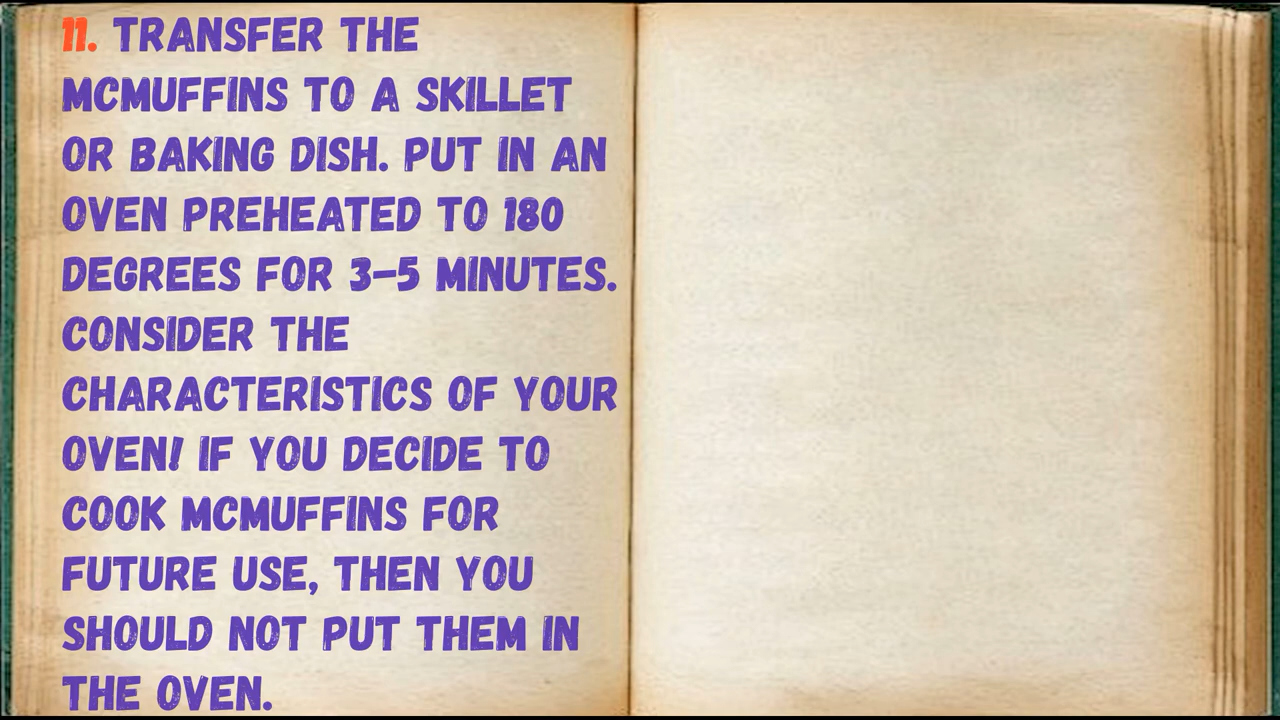 11. TRANSFER THE
MCMUFFINS TO A SKILLET
OR BAKING DISH. PUT IN AN
OVEN PREHEATED TO 180
DEGREES FOR 3–5 MINUTES.
CONSIDER THE
CHARACTERISTICS OF YOUR
OVEN! IF YOU DECIDE TO
COOK MCMUFFINS FOR
FUTURE USE, THEN YOU
SHOULD NOT PUT THEM IN
THE OVEN.